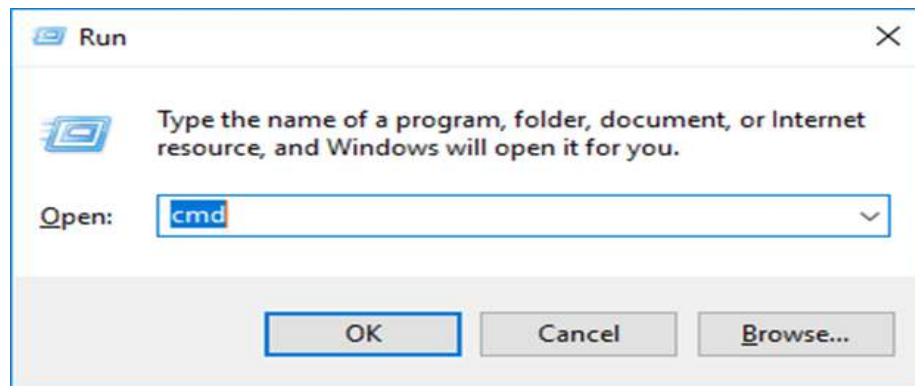 Run
Type the name of a program, folder, document, or Internet
resource, and Windows will open it for you.
Open:
cmd
OK
Cancel
Browse...